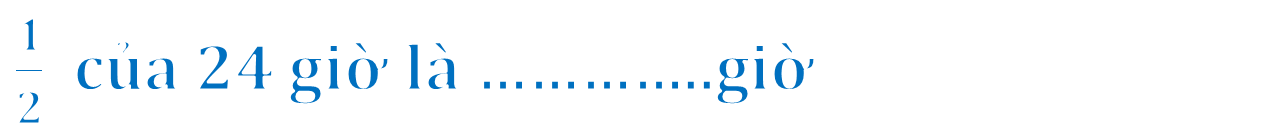 1/2 của 24 giờ là …………..giờ